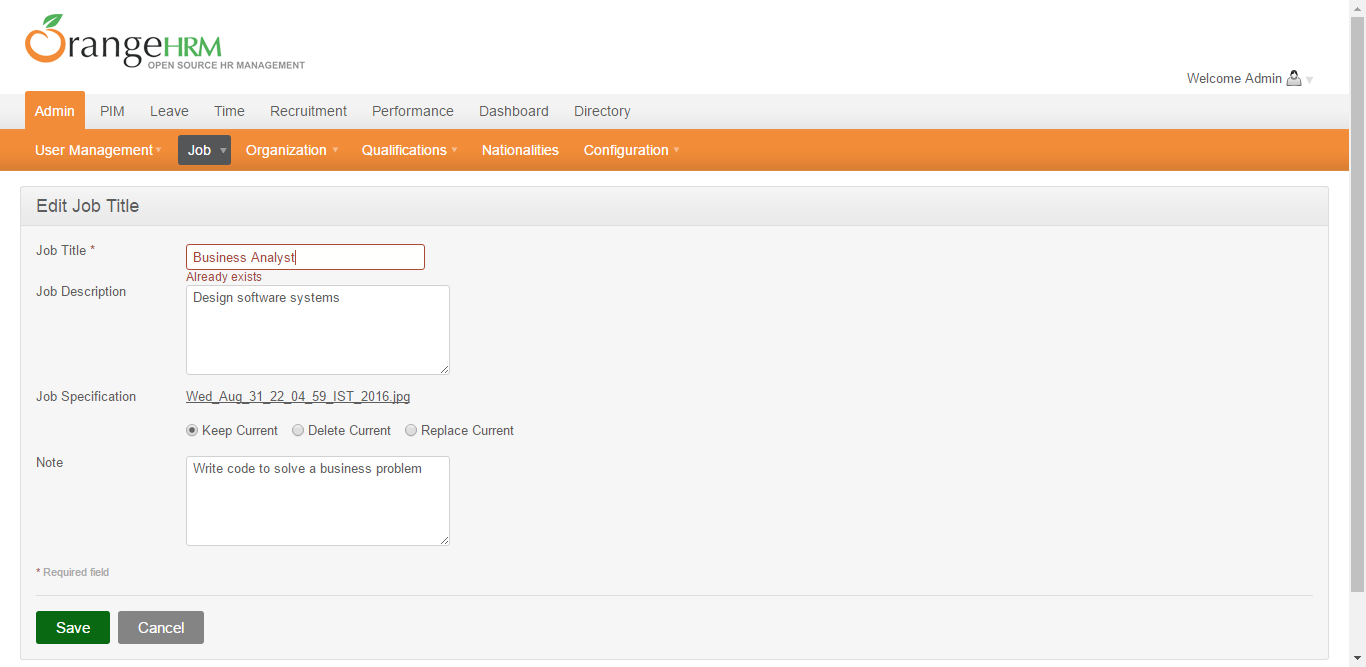 OrangeHRM
OPEN SOURCE HR MANAGEMENT
Welcome Admin
Admin PIM Leave Time Recruitment Performance Dashboard Directory
User Management Job Organization Qualifications Nationalities Configuration
Edit Job Title
Job Title * Business Analyst
Already exists
Job Description Design software systems
Job Specification Wed_Aug_31_22_04_59_IST_2016.jpg
Keep Current Delete Current Replace Current
Note Write code to solve a business problem
* Required field
Save Cancel